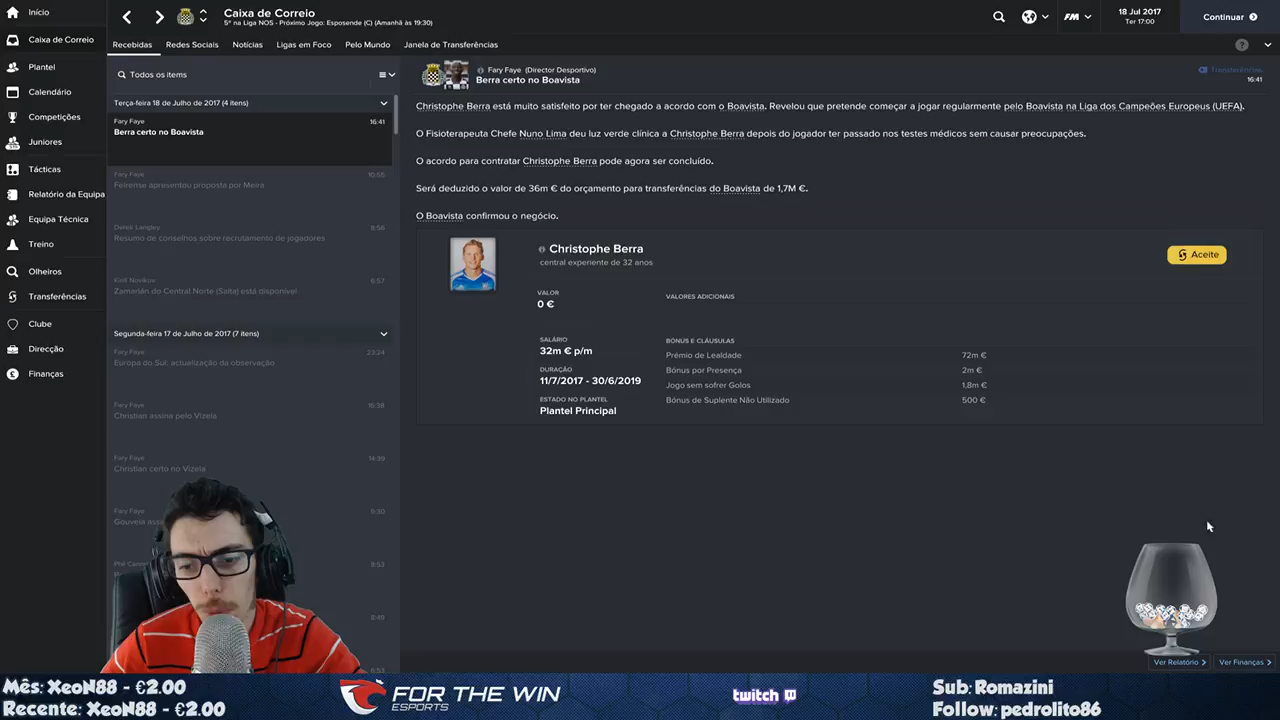 Início
Caixa de Correio
5º na Liga NOS - Próximo Jogo: Esposende (C) (Amanhã às 19:30)
FM
18 Jul 2017
Ter 17:00
Continuar
Caixa de Correio
Plantel
Calendário
Competições
Juniores
Tácticas
Relatório da Equipa
Equipa Técnica
Treino
Olheiros
Transferências
Clube
Direcção
Finanças
Recebidas
Redes Sociais
Notícias
Ligas em Foco
Pelo Mundo
Janela de Transferências
Todos os items
Terça-feira 18 de Julho de 2017 (4 itens)
Fary Faye
16:41
Berra certo no Boavista
Fary Faye
10:55
Feirense apresentou proposta por Meira
Derek Langley
8:56
Resumo de conselhos sobre recrutamento de jogadores
Kirill Novikov
6:57
Zamarián do Central Norte (Salta) está disponível
Segunda-feira 17 de Julho de 2017 (7 itens)
Fary Faye
23:24
Europa do Sul: actualização da observação
Fary Faye
16:38
Christian assina pelo Vizela
Fary Faye
14:39
Christian certo no Vizela
Fary Faye
9:30
Gouveia
8:53
8:49
6:53
Fary Faye (Director Desportivo)
Berra certo no Boavista
Transferências
16:41
Christophe Berra está muito satisfeito por ter chegado a acordo com o Boavista. Revelou que pretende começar a jogar regularmente pelo Boavista na Liga dos Campeões Europeus (UEFA).
O Fisioterapeuta Chefe Nuno Lima deu luz verde clínica a Christophe Berra depois do jogador ter passado nos testes médicos sem causar preocupações.
O acordo para contratar Christophe Berra pode agora ser concluído.
Será deduzido o valor de 36m € do orçamento para transferências do Boavista de 1,7M €.
O Boavista confirmou o negócio.
Christophe Berra
central experiente de 32 anos
Aceite
VALOR
0 €
VALORES ADICIONAIS
SALÁRIO
32m € p/m
DURAÇÃO
11/7/2017 - 30/6/2019
ESTADO NO PLANTEL
Plantel Principal
BÓNUS E CLÁUSULAS
Prémio de Lealdade 72m €
Bónus por Presença 2m €
Jogo sem sofrer Golos 1,8m €
Bónus de Suplente Não Utilizado 500 €
Ver Relatório
Ver Finanças
Mês: XeoN88 - €2.00
Recente: XeoN88 - €2.00
FOR THE WIN
ESPORTS
twitch
Sub: Romazini
Follow: pedrolito86